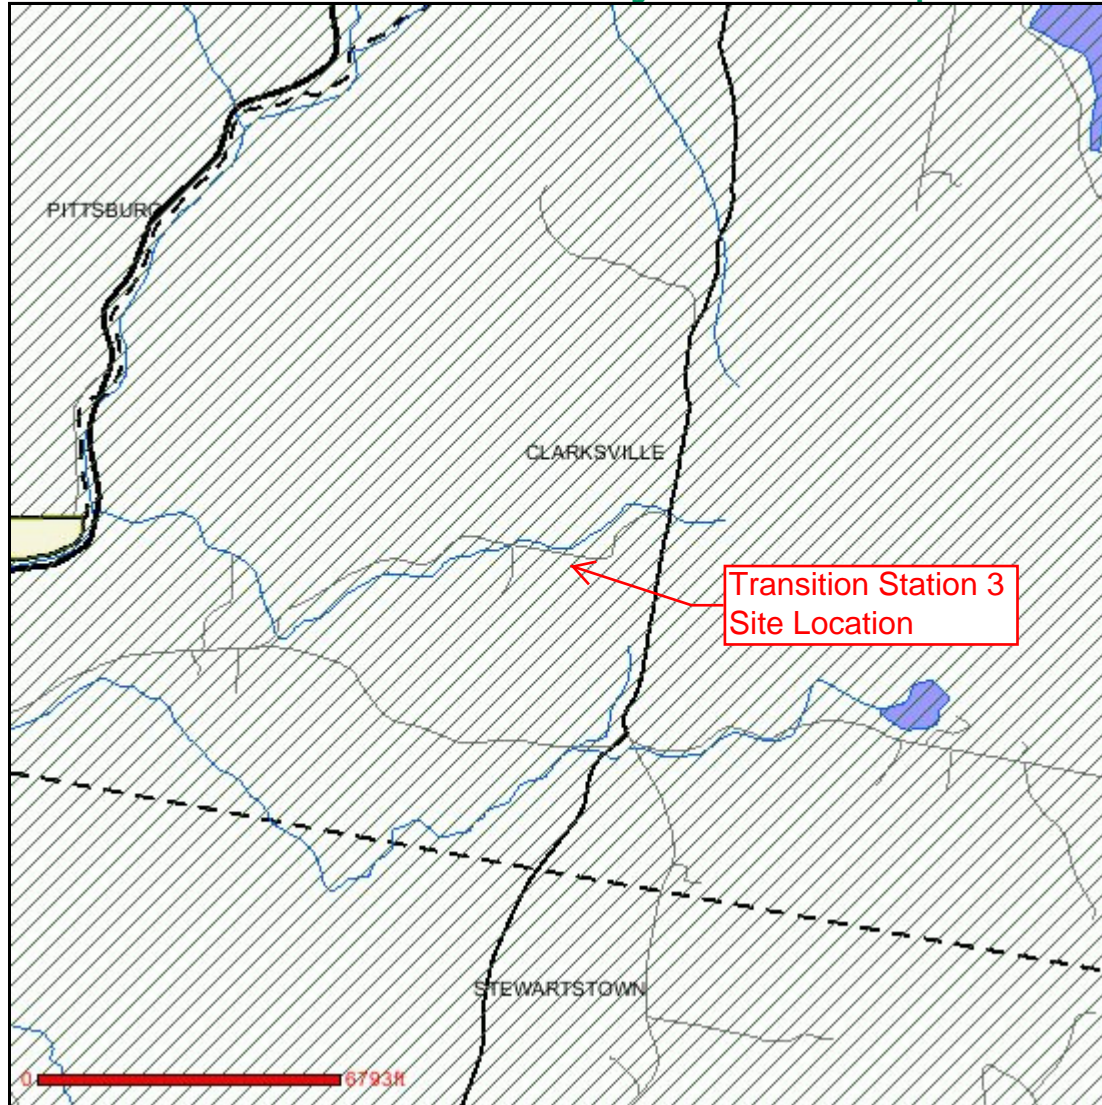 PITTSBURG
CLARKSVILLE
Transition Station 3
Site Location
STEWARTSTOWN
0 6793ft